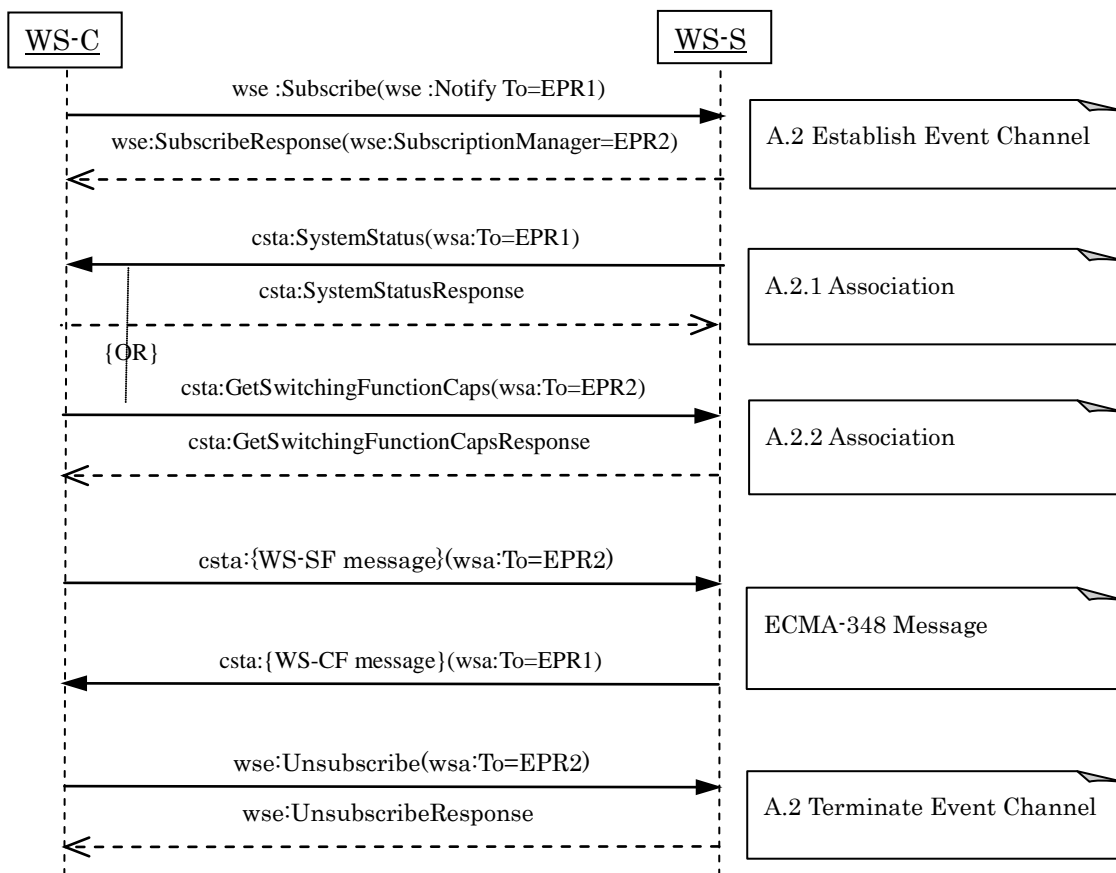 WS-C
WS-S
wse :Subscribe(wse :Notify To=EPR1)
A.2 Establish Event Channel
wse:SubscribeResponse(wse:SubscriptionManager=EPR2)
csta:SystemStatus(wsa:To=EPR1)
A.2.1 Association
csta:SystemStatusResponse
{OR}
csta:GetSwitchingFunctionCaps(wsa:To=EPR2)
A.2.2 Association
csta:GetSwitchingFunctionCapsResponse
csta:{WS-SF message}(wsa:To=EPR2)
ECMA-348 Message
csta:{WS-CF message}(wsa:To=EPR1)
wse:Unsubscribe(wsa:To=EPR2)
A.2 Terminate Event Channel
wse:UnsubscribeResponse